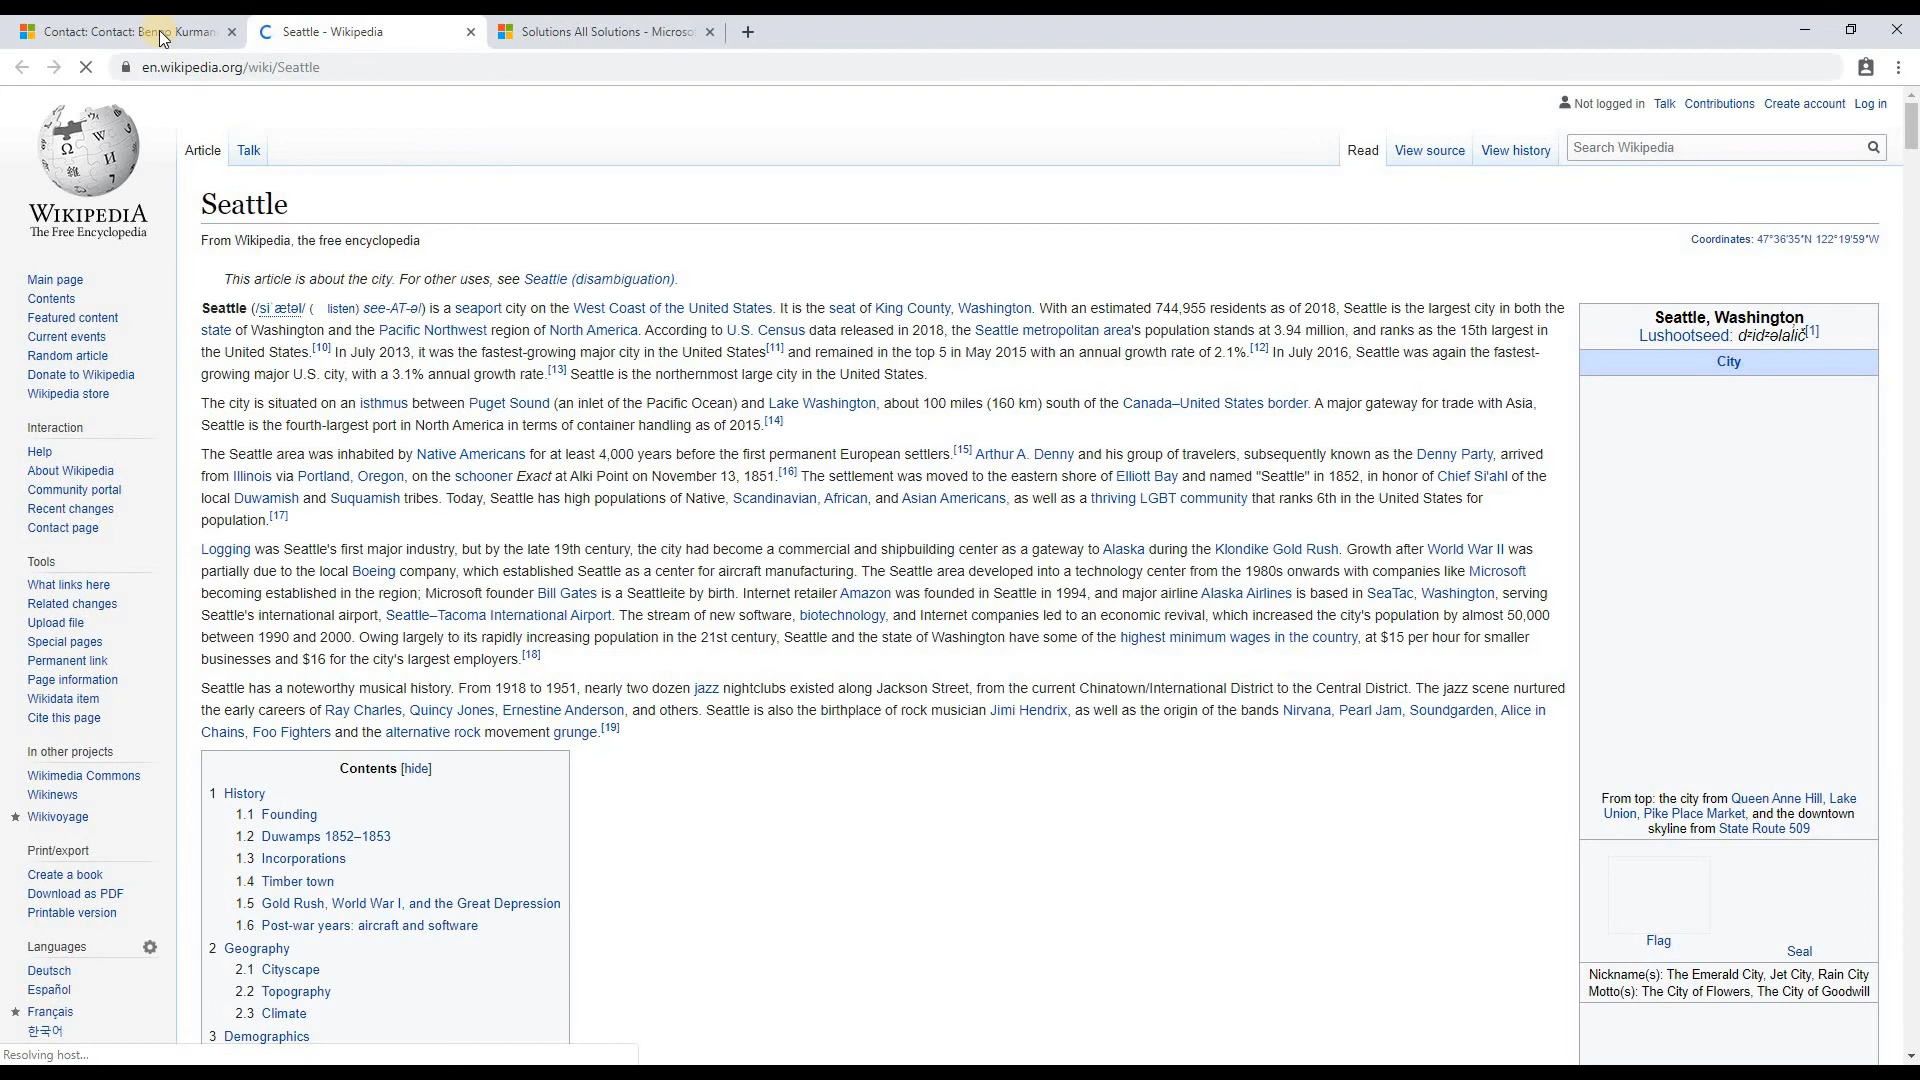 Contact: Contact: Benno Kurman
Seattle - Wikipedia
Solutions All Solutions - Microso
en.wikipedia.org/wiki/Seattle
Not logged in Talk Contributions Create account Log in
Article Talk
Read View source View history
Search Wikipedia
WIKIPEDIA
The Free Encyclopedia
Main page
Contents
Featured content
Current events
Random article
Donate to Wikipedia
Wikipedia store
Interaction
Help
About Wikipedia
Community portal
Recent changes
Contact page
Tools
What links here
Related changes
Upload file
Special pages
Permanent link
Page information
Wikidata item
Cite this page
In other projects
Wikimedia Commons
Wikinews
Wikivoyage
Print/export
Create a book
Download as PDF
Printable version
Languages
Deutsch
Español
Français
한국어
Resolving host...
Seattle
From Wikipedia, the free encyclopedia
Coordinates: 47°36′35″N 122°19′59″W
This article is about the city. For other uses, see Seattle (disambiguation).
Seattle (/siˈætəl/ ( listen) see-AT-əl) is a seaport city on the West Coast of the United States. It is the seat of King County, Washington. With an estimated 744,955 residents as of 2018, Seattle is the largest city in both the
state of Washington and the Pacific Northwest region of North America. According to U.S. Census data released in 2018, the Seattle metropolitan area's population stands at 3.94 million, and ranks as the 15th largest in
the United States.[10] In July 2013, it was the fastest-growing major city in the United States[11] and remained in the top 5 in May 2015 with an annual growth rate of 2.1%.[12] In July 2016, Seattle was again the fastest-
growing major U.S. city, with a 3.1% annual growth rate.[13] Seattle is the northernmost large city in the United States.
The city is situated on an isthmus between Puget Sound (an inlet of the Pacific Ocean) and Lake Washington, about 100 miles (160 km) south of the Canada–United States border. A major gateway for trade with Asia,
Seattle is the fourth-largest port in North America in terms of container handling as of 2015.[14]
The Seattle area was inhabited by Native Americans for at least 4,000 years before the first permanent European settlers.[15] Arthur A. Denny and his group of travelers, subsequently known as the Denny Party, arrived
from Illinois via Portland, Oregon, on the schooner Exact at Alki Point on November 13, 1851.[16] The settlement was moved to the eastern shore of Elliott Bay and named "Seattle" in 1852, in honor of Chief Si'ahl of the
local Duwamish and Suquamish tribes. Today, Seattle has high populations of Native, Scandinavian, African, and Asian Americans, as well as a thriving LGBT community that ranks 6th in the United States for
population.[17]
Logging was Seattle's first major industry, but by the late 19th century, the city had become a commercial and shipbuilding center as a gateway to Alaska during the Klondike Gold Rush. Growth after World War II was
partially due to the local Boeing company, which established Seattle as a center for aircraft manufacturing. The Seattle area developed into a technology center from the 1980s onwards with companies like Microsoft
becoming established in the region; Microsoft founder Bill Gates is a Seattleite by birth. Internet retailer Amazon was founded in Seattle in 1994, and major airline Alaska Airlines is based in SeaTac, Washington, serving
Seattle's international airport, Seattle–Tacoma International Airport. The stream of new software, biotechnology, and Internet companies led to an economic revival, which increased the city's population by almost 50,000
between 1990 and 2000. Owing largely to its rapidly increasing population in the 21st century, Seattle and the state of Washington have some of the highest minimum wages in the country, at $15 per hour for smaller
businesses and $16 for the city's largest employers.[18]
Seattle has a noteworthy musical history. From 1918 to 1951, nearly two dozen jazz nightclubs existed along Jackson Street, from the current Chinatown/International District to the Central District. The jazz scene nurtured
the early careers of Ray Charles, Quincy Jones, Ernestine Anderson, and others. Seattle is also the birthplace of rock musician Jimi Hendrix, as well as the origin of the bands Nirvana, Pearl Jam, Soundgarden, Alice in
Chains, Foo Fighters and the alternative rock movement grunge.[19]
Contents [hide]
1 History
1.1 Founding
1.2 Duwamps 1852–1853
1.3 Incorporations
1.4 Timber town
1.5 Gold Rush, World War I, and the Great Depression
1.6 Post-war years: aircraft and software
2 Geography
2.1 Cityscape
2.2 Topography
2.3 Climate
3 Demographics
Seattle, Washington
Lushootseed: dᶻidᶻəlalič[1]
City
From top: the city from Queen Anne Hill, Lake
Union, Pike Place Market, and the downtown
skyline from State Route 509
Flag
Seal
Nickname(s): The Emerald City, Jet City, Rain City
Motto(s): The City of Flowers, The City of Goodwill